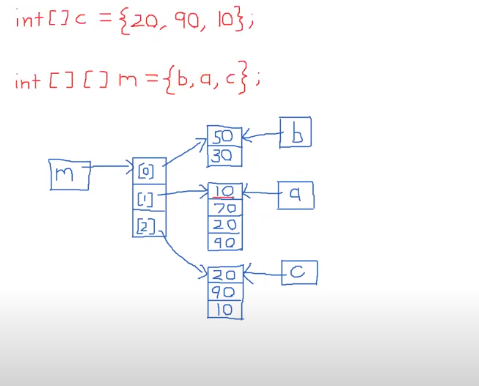 int[] c = {20, 90, 10};
int [ ] [ ] m = {b, a, c};
50
b
30
m
[0]
[1]
10
a
70
20
[2]
90
20
c
90
10